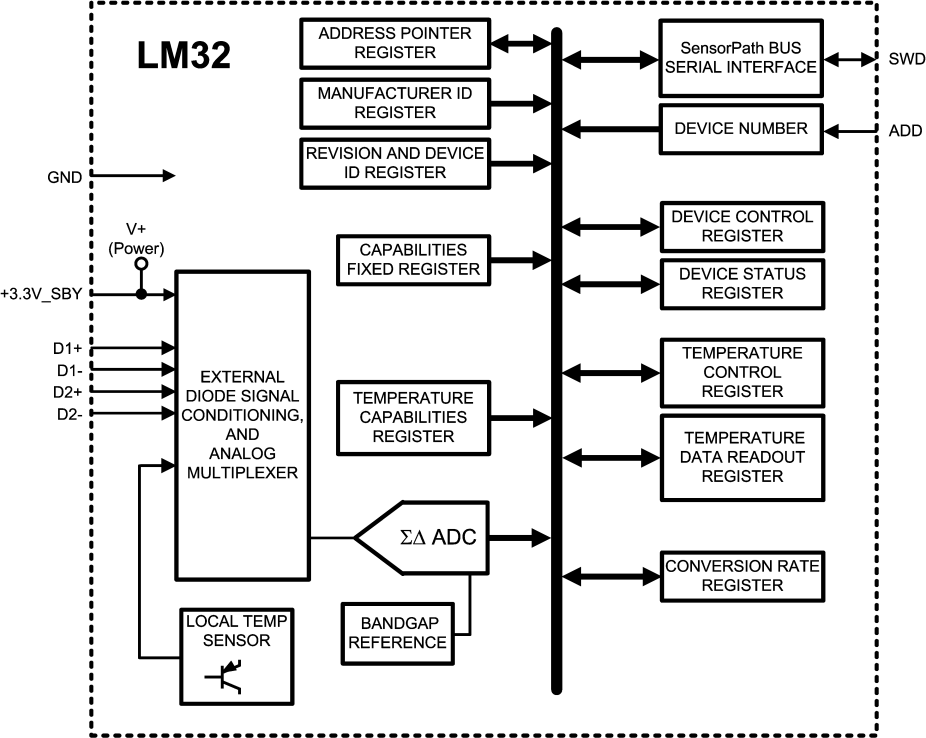 LM32
ADDRESS POINTER
REGISTER
MANUFACTURER ID
REGISTER
REVISION AND DEVICE
ID REGISTER
SensorPath BUS
SERIAL INTERFACE
SWD
DEVICE NUMBER
ADD
GND
V+
(Power)
+3.3V_SBY
D1+
D1-
D2+
D2-
EXTERNAL
DIODE SIGNAL
CONDITIONING,
AND
ANALOG
MULTIPLEXER
CAPABILITIES
FIXED REGISTER
TEMPERATURE
CAPABILITIES
REGISTER
ΣΔ ADC
BANDGAP
REFERENCE
LOCAL TEMP
SENSOR
DEVICE CONTROL
REGISTER
DEVICE STATUS
REGISTER
TEMPERATURE
CONTROL
REGISTER
TEMPERATURE
DATA READOUT
REGISTER
CONVERSION RATE
REGISTER